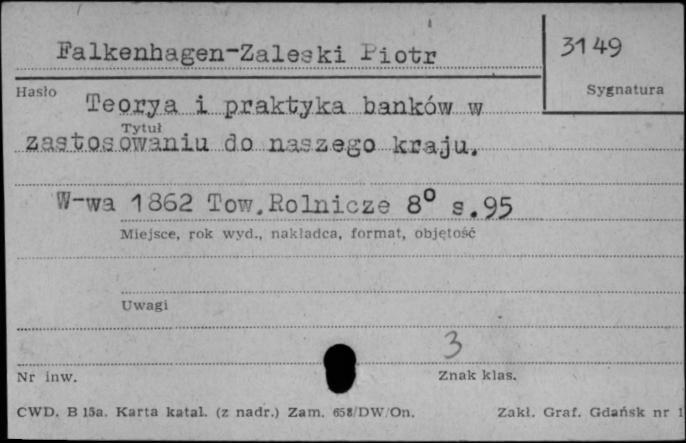 Falkenhagen-Zaleski Piotr
3149
Hasło
Sygnatura
Teorya i praktyka banków w
Tytuł
zastosowaniu do naszego kraju.
W-wa 1862 Tow.Rolnicze 8° s.95
Miejsce, rok wyd., nakładca, format, objętość
Uwagi
3
Nr inw.
Znak klas.
CWD. B 15a. Karta katal. (z nadr.) Zam. 658/DW/On.
Zakł. Graf. Gdańsk nr 1